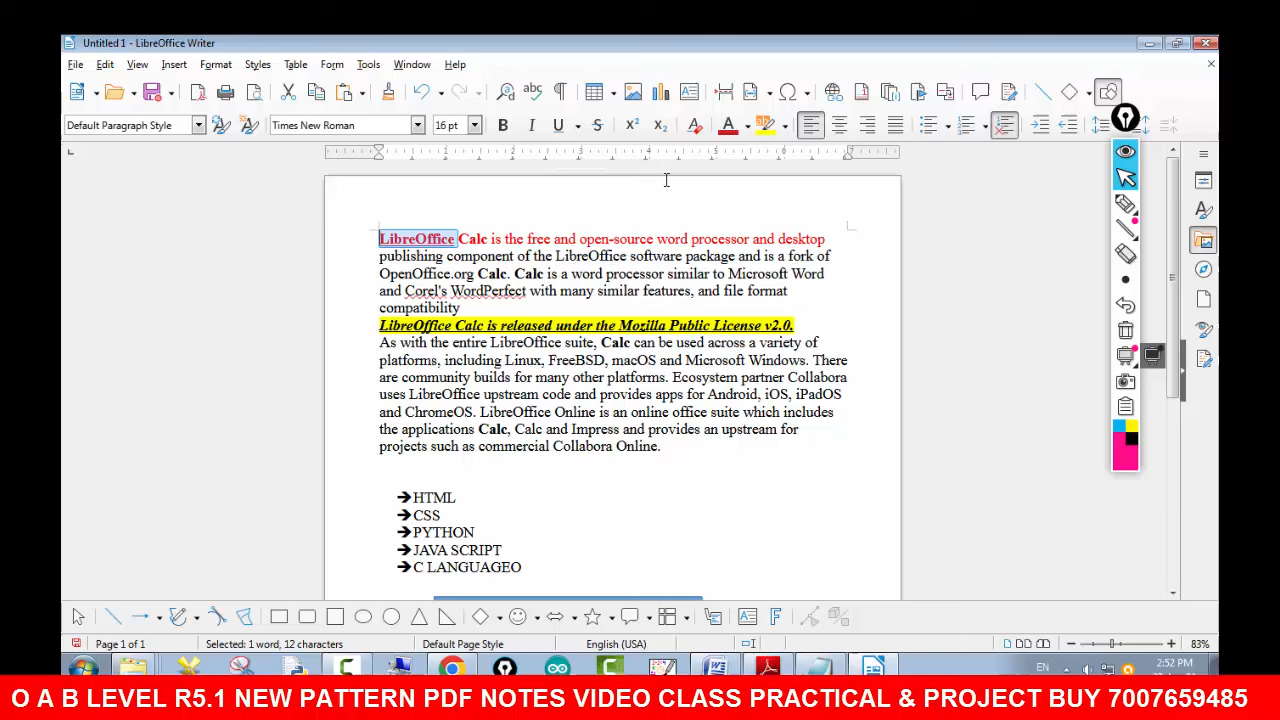 Untitled 1 - LibreOffice Writer
File Edit View Insert Format Styles Table Form Tools Window Help
Default Paragraph Style Times New Roman 16 pt
LibreOffice Calc is the free and open-source word processor and desktop
publishing component of the LibreOffice software package and is a fork of
OpenOffice.org Calc. Calc is a word processor similar to Microsoft Word
and Corel's WordPerfect with many similar features, and file format
compatibility
LibreOffice Calc is released under the Mozilla Public License v2.0.
As with the entire LibreOffice suite, Calc can be used across a variety of
platforms, including Linux, FreeBSD, macOS and Microsoft Windows. There
are community builds for many other platforms. Ecosystem partner Collabora
uses LibreOffice upstream code and provides apps for Android, iOS, iPadOS
and ChromeOS. LibreOffice Online is an online office suite which includes
the applications Calc, Calc and Impress and provides an upstream for
projects such as commercial Collabora Online.
➔HTML
➔CSS
➔PYTHON
➔JAVA SCRIPT
➔C LANGUAGEO
Page 1 of 1 Selected: 1 word, 12 characters Default Page Style English (USA) 83%
EN 2:52 PM
O A B LEVEL R5.1 NEW PATTERN PDF NOTES VIDEO CLASS PRACTICAL & PROJECT BUY 7007659485